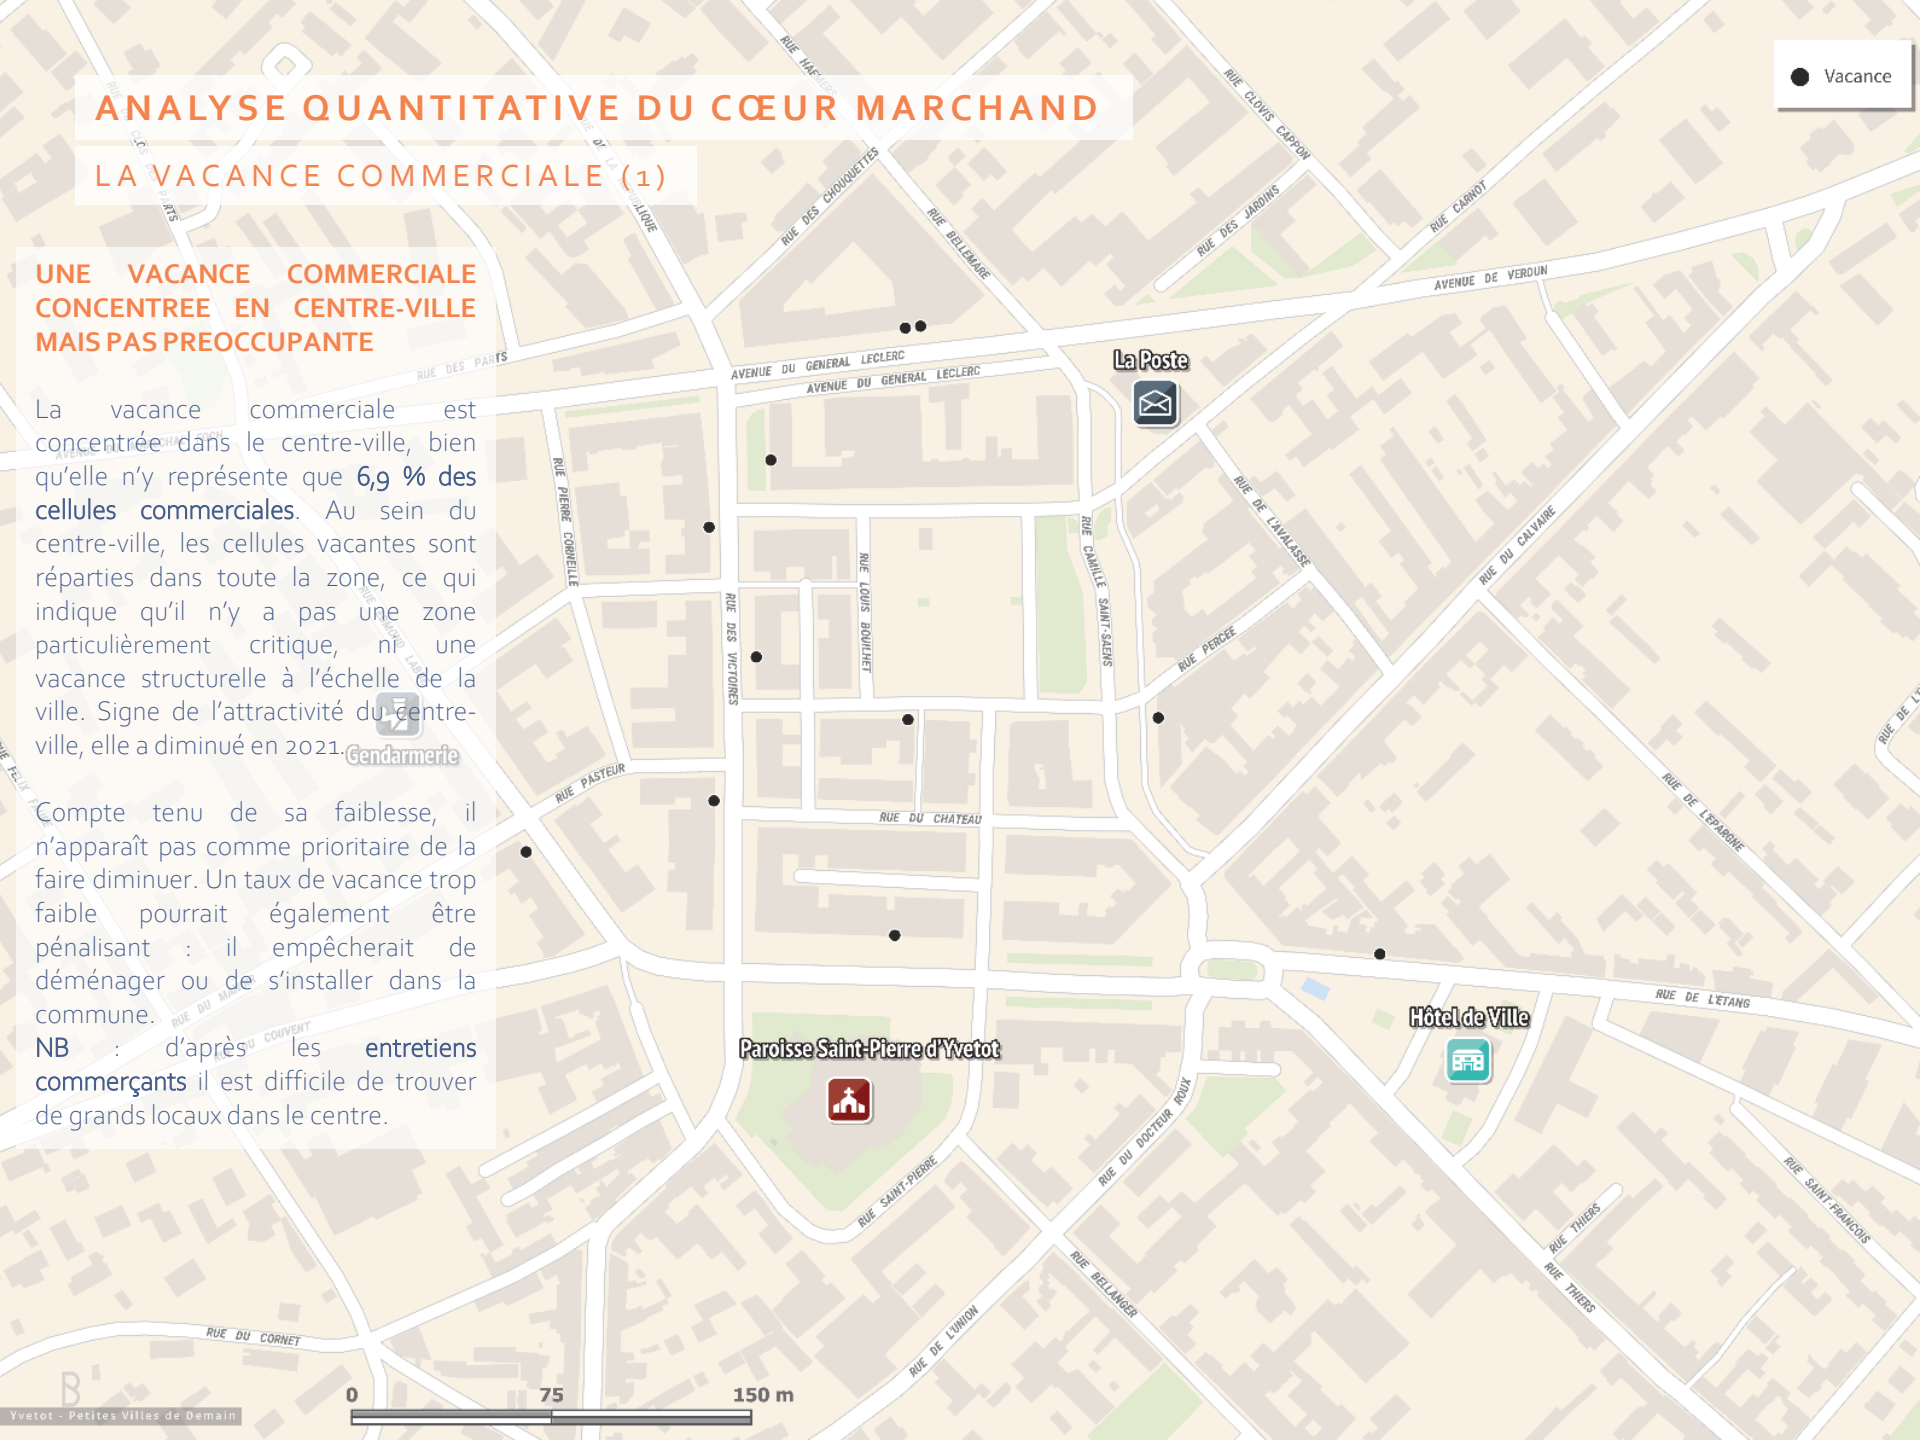 ANALYSE QUANTITATIVE DU CŒUR MARCHAND
LA VACANCE COMMERCIALE (1)
Vacance
UNE VACANCE COMMERCIALE
CONCENTREE EN CENTRE-VILLE
MAIS PAS PREOCCUPANTE
La vacance commerciale est
concentrée dans le centre-ville, bien
qu'elle n'y représente que 6,9 % des
cellules commerciales. Au sein du
centre-ville, les cellules vacantes sont
réparties dans toute la zone, ce qui
indique qu'il n'y a pas une zone
particulièrement critique, ni une
vacance structurelle à l'échelle de la
ville. Signe de l'attractivité du centre-
ville, elle a diminué en 2021.
Compte tenu de sa faiblesse, il
n'apparaît pas comme prioritaire de la
faire diminuer. Un taux de vacance trop
faible pourrait également être
pénalisant : il empêcherait de
déménager ou de s'installer dans la
commune.
NB : d'après les entretiens
commerçants il est difficile de trouver
de grands locaux dans le centre.
Gendarmerie
RUE DES CHOUQUETTES
RUE BELLEMARE
RUE CLOVIS CAPPON
RUE DES JARDINS
RUE CARNOT
AVENUE DE VERDUN
RUE DES PARTS
AVENUE DU GENERAL LECLERC
AVENUE DU GENERAL LECLERC
La Poste
RUE PIERRE CORNEILLE
RUE DES VICTOIRES
RUE LOUIS BOUILHET
RUE CAMILLE SAINT-SAENS
RUE DE L'AVALASSE
RUE PERCEE
RUE DU CALVAIRE
RUE DE L'EPARGNE
RUE PASTEUR
RUE DU CHATEAU
RUE DE L'ETANG
Hôtel de Ville
Paroisse Saint-Pierre d'Yvetot
RUE SAINT-PIERRE
RUE DU DOCTEUR ROUX
RUE BELLANGER
RUE DE L'UNION
RUE THIERS
RUE THIERS
RUE SAINT-FRANCOIS
RUE DU CORNET
0 75 150 m
Yvetot - Petites Villes de Demain